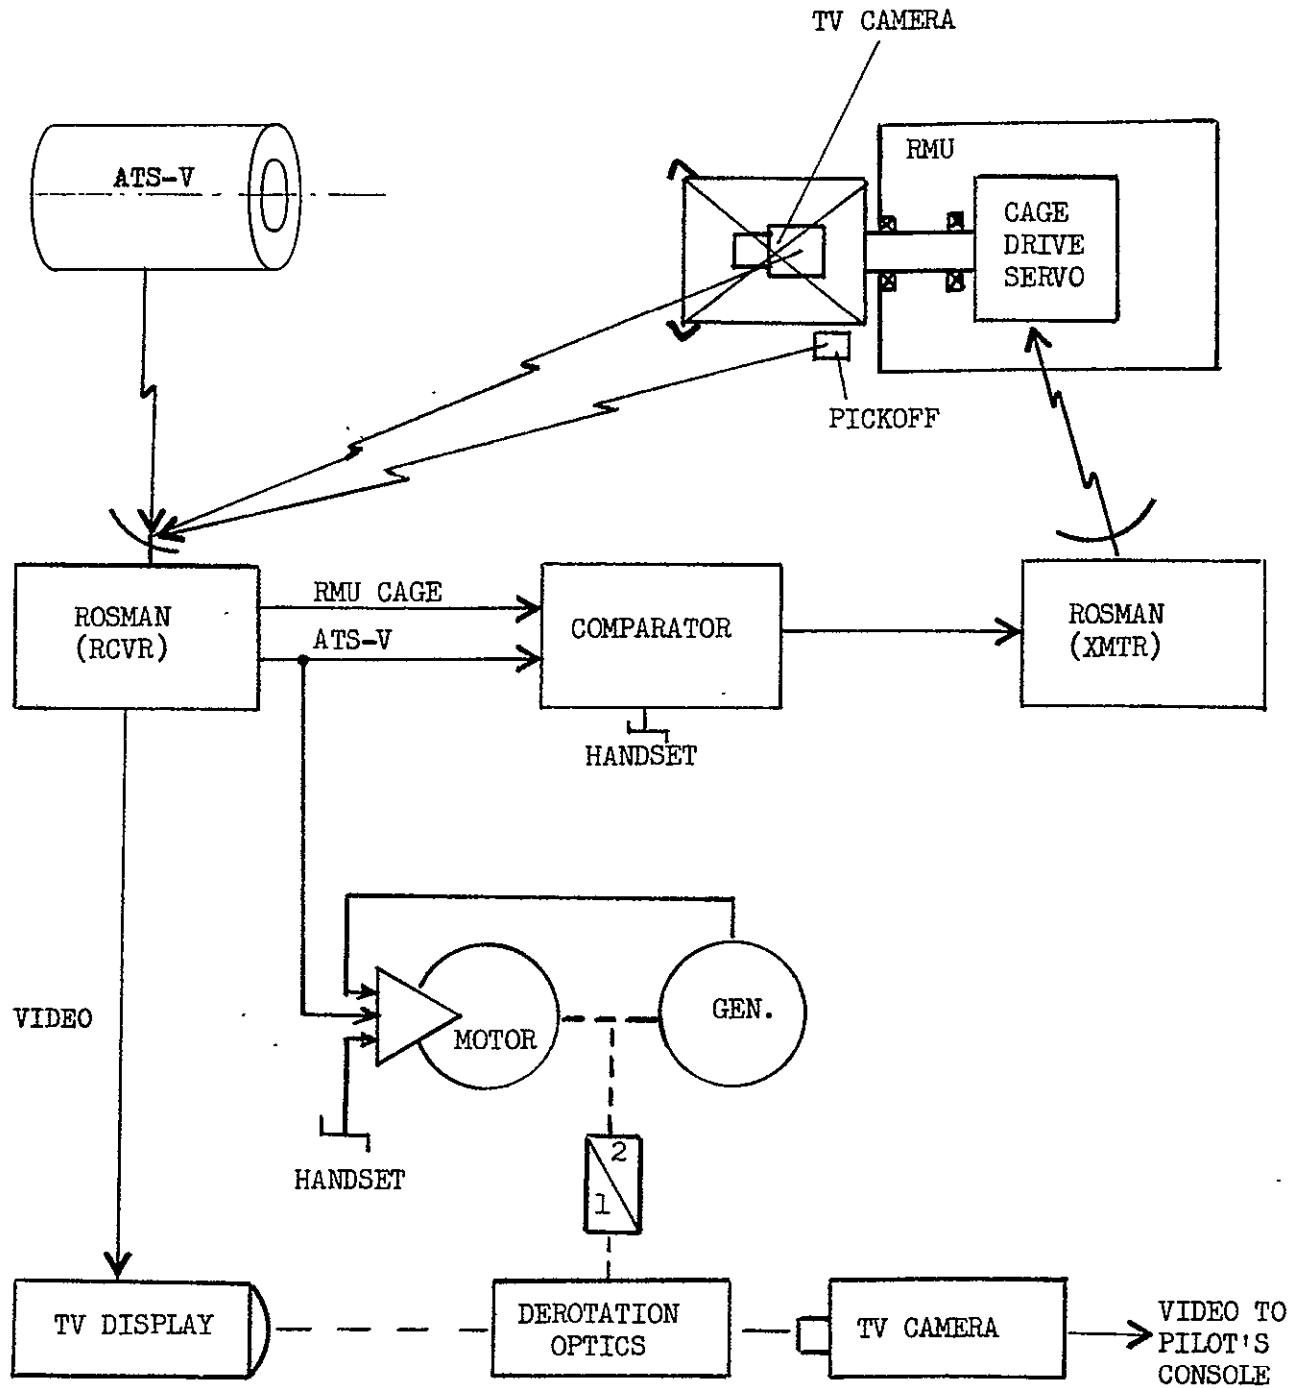 TV CAMERA
ATS-V
RMU
CAGE
DRIVE
SERVO
PICKOFF
ROSMAN
(RCVR)
RMU CAGE
ATS-V
COMPARATOR
ROSMAN
(XMTR)
HANDSET
VIDEO
MOTOR
GEN.
HANDSET
2
1
TV DISPLAY
DEROTATION
OPTICS
TV CAMERA
VIDEO TO
PILOT'S
CONSOLE